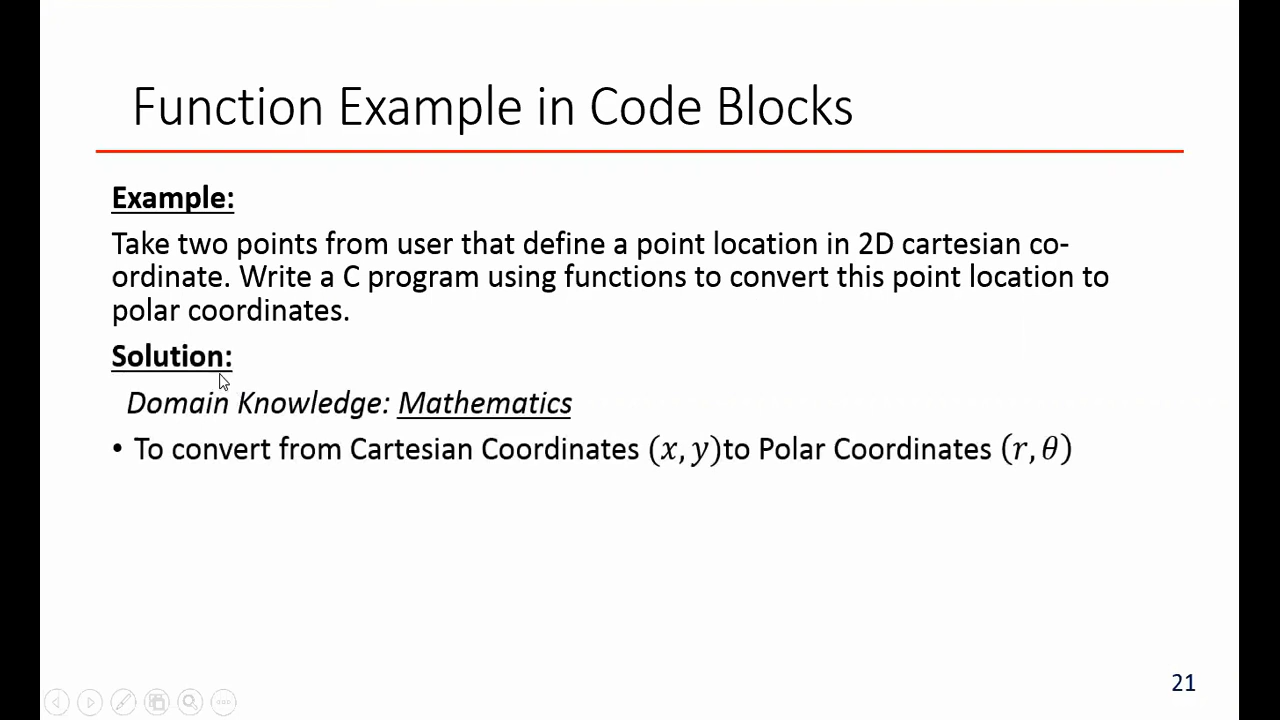 Function Example in Code Blocks
Example:
Take two points from user that define a point location in 2D cartesian co-
ordinate. Write a C program using functions to convert this point location to
polar coordinates.
Solution:
Domain Knowledge: Mathematics
• To convert from Cartesian Coordinates (x, y)to Polar Coordinates (r, θ)
21